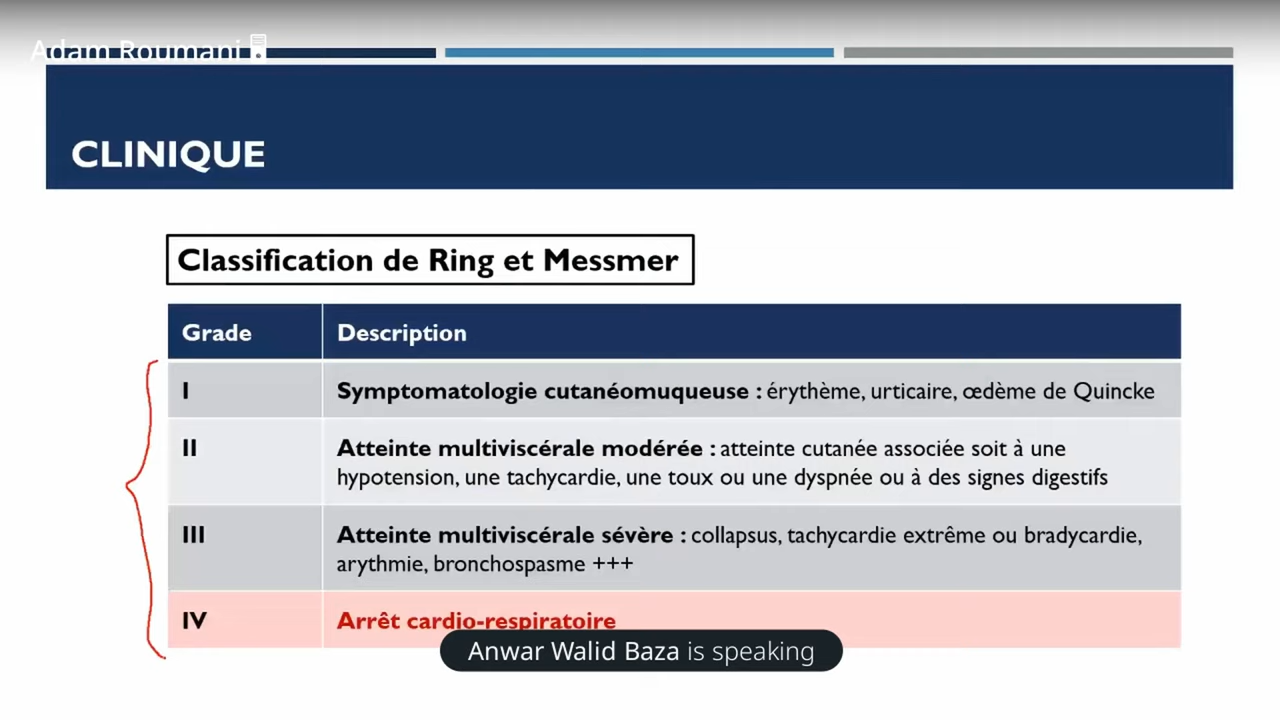 Adam Roumani
CLINIQUE
Classification de Ring et Messmer
Grade Description
I Symptomatologie cutanéomuqueuse : érythème, urticaire, œdème de Quincke
II Atteinte multiviscérale modérée : atteinte cutanée associée soit à une
hypotension, une tachycardie, une toux ou une dyspnée ou à des signes digestifs
III Atteinte multiviscérale sévère : collapsus, tachycardie extrême ou bradycardie,
arythmie, bronchospasme +++
IV Arrêt cardio-respiratoire
Anwar Walid Baza is speaking